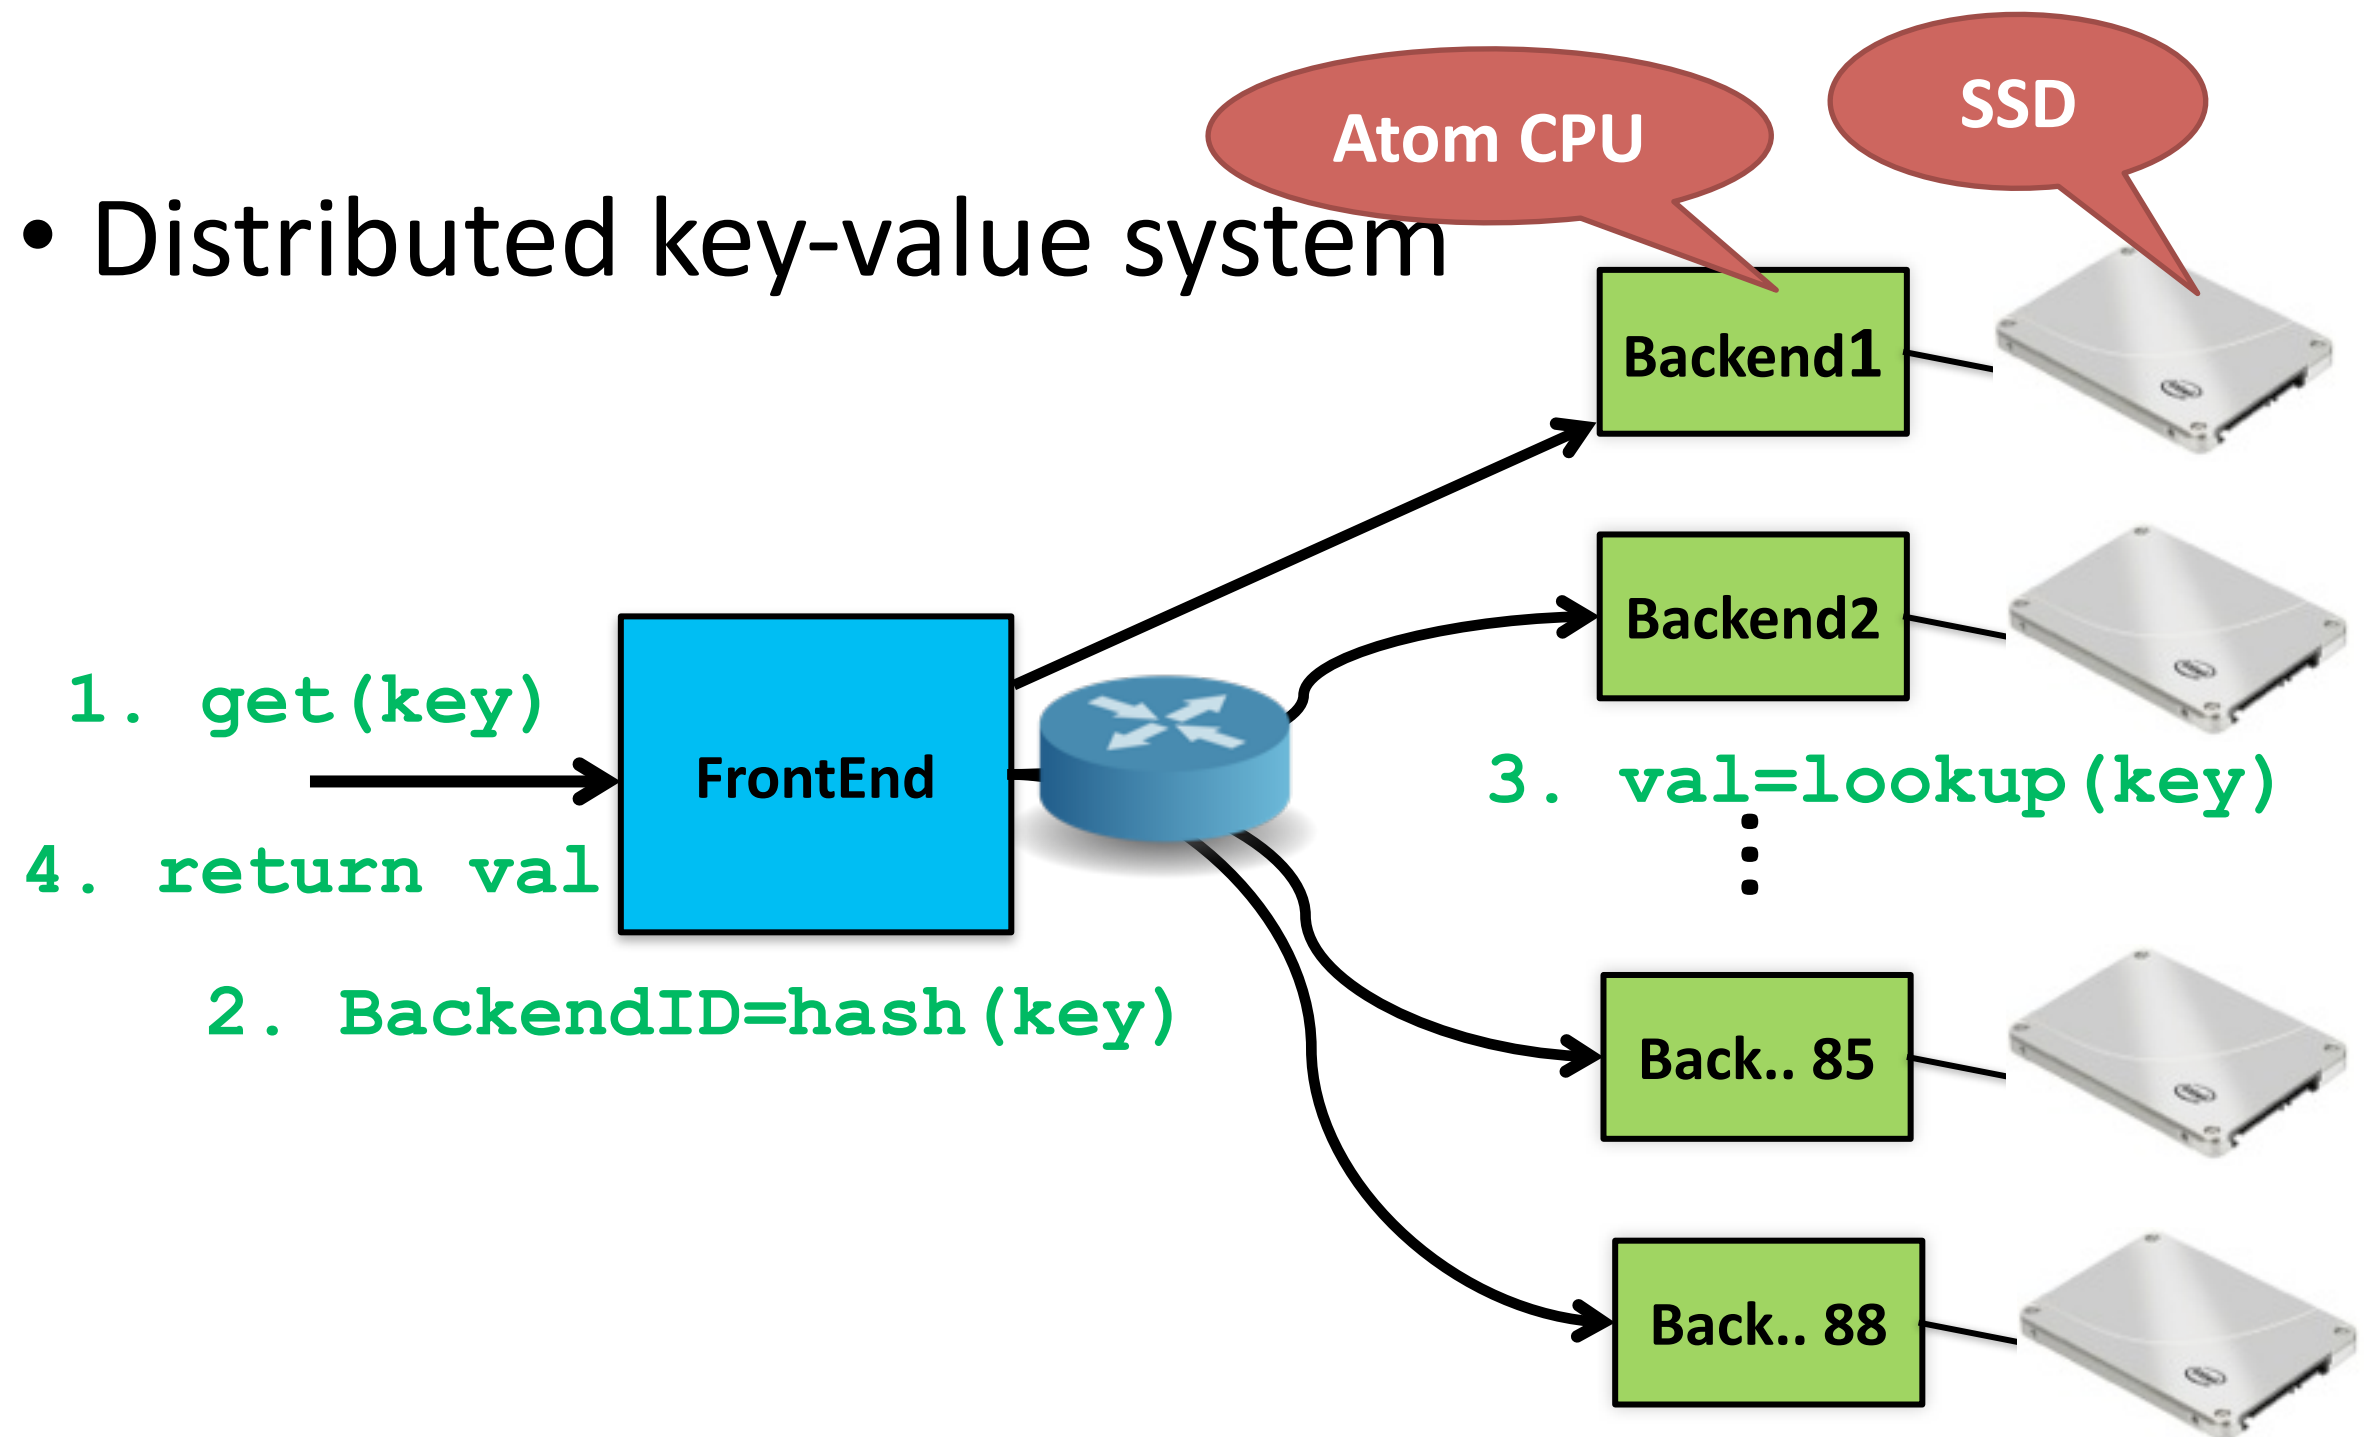 Atom CPU
SSD
• Distributed key-value system
Backend1
Backend2
1. get(key)
FrontEnd
3. val=lookup(key)
4. return val
2. BackendID=hash(key)
Back.. 85
Back.. 88